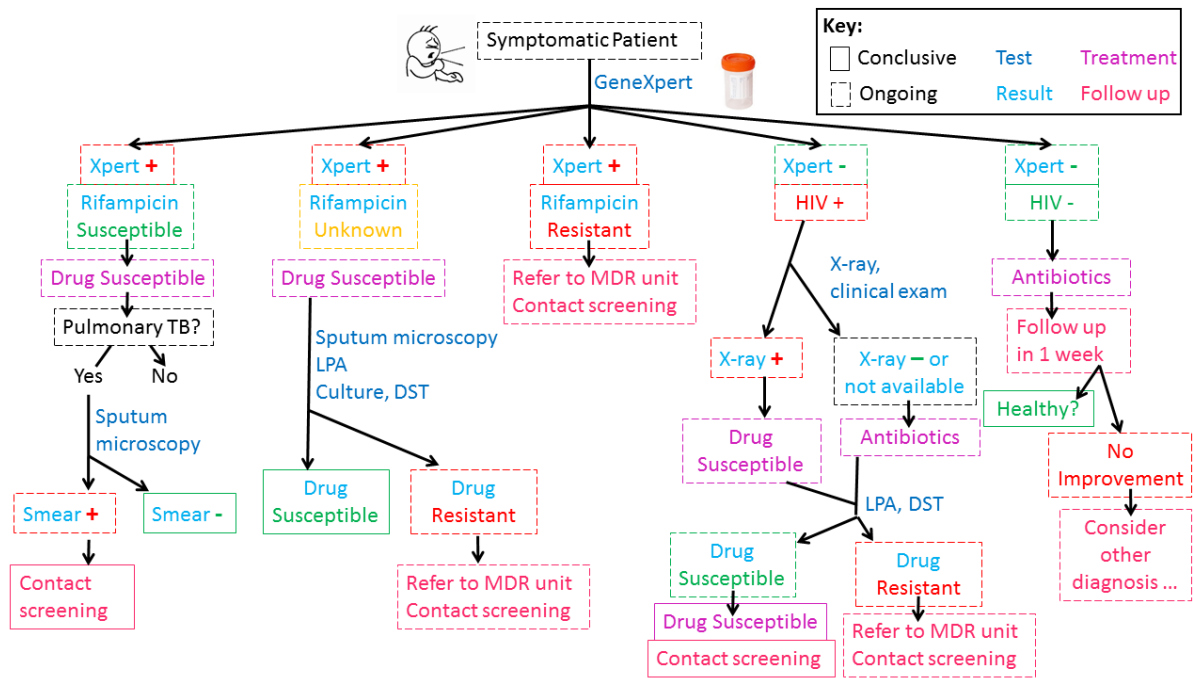 Symptomatic Patient
GeneXpert
Key:
Conclusive
Test
Treatment
Ongoing
Result
Follow up
Xpert +
Rifampicin
Susceptible
Drug Susceptible
Pulmonary TB?
Yes
No
Sputum
microscopy
Smear +
Smear -
Contact
screening
Xpert +
Rifampicin
Unknown
Drug Susceptible
Sputum microscopy
LPA
Culture, DST
Drug
Susceptible
Drug
Resistant
Refer to MDR unit
Contact screening
Xpert +
Rifampicin
Resistant
Refer to MDR unit
Contact screening
Xpert -
HIV +
X-ray,
clinical exam
X-ray +
X-ray – or
not available
Drug
Susceptible
Antibiotics
LPA, DST
Drug
Susceptible
Drug Susceptible
Contact screening
Drug
Resistant
Refer to MDR unit
Contact screening
Xpert -
HIV -
Antibiotics
Follow up
in 1 week
Healthy?
No
Improvement
Consider
other
diagnosis ...